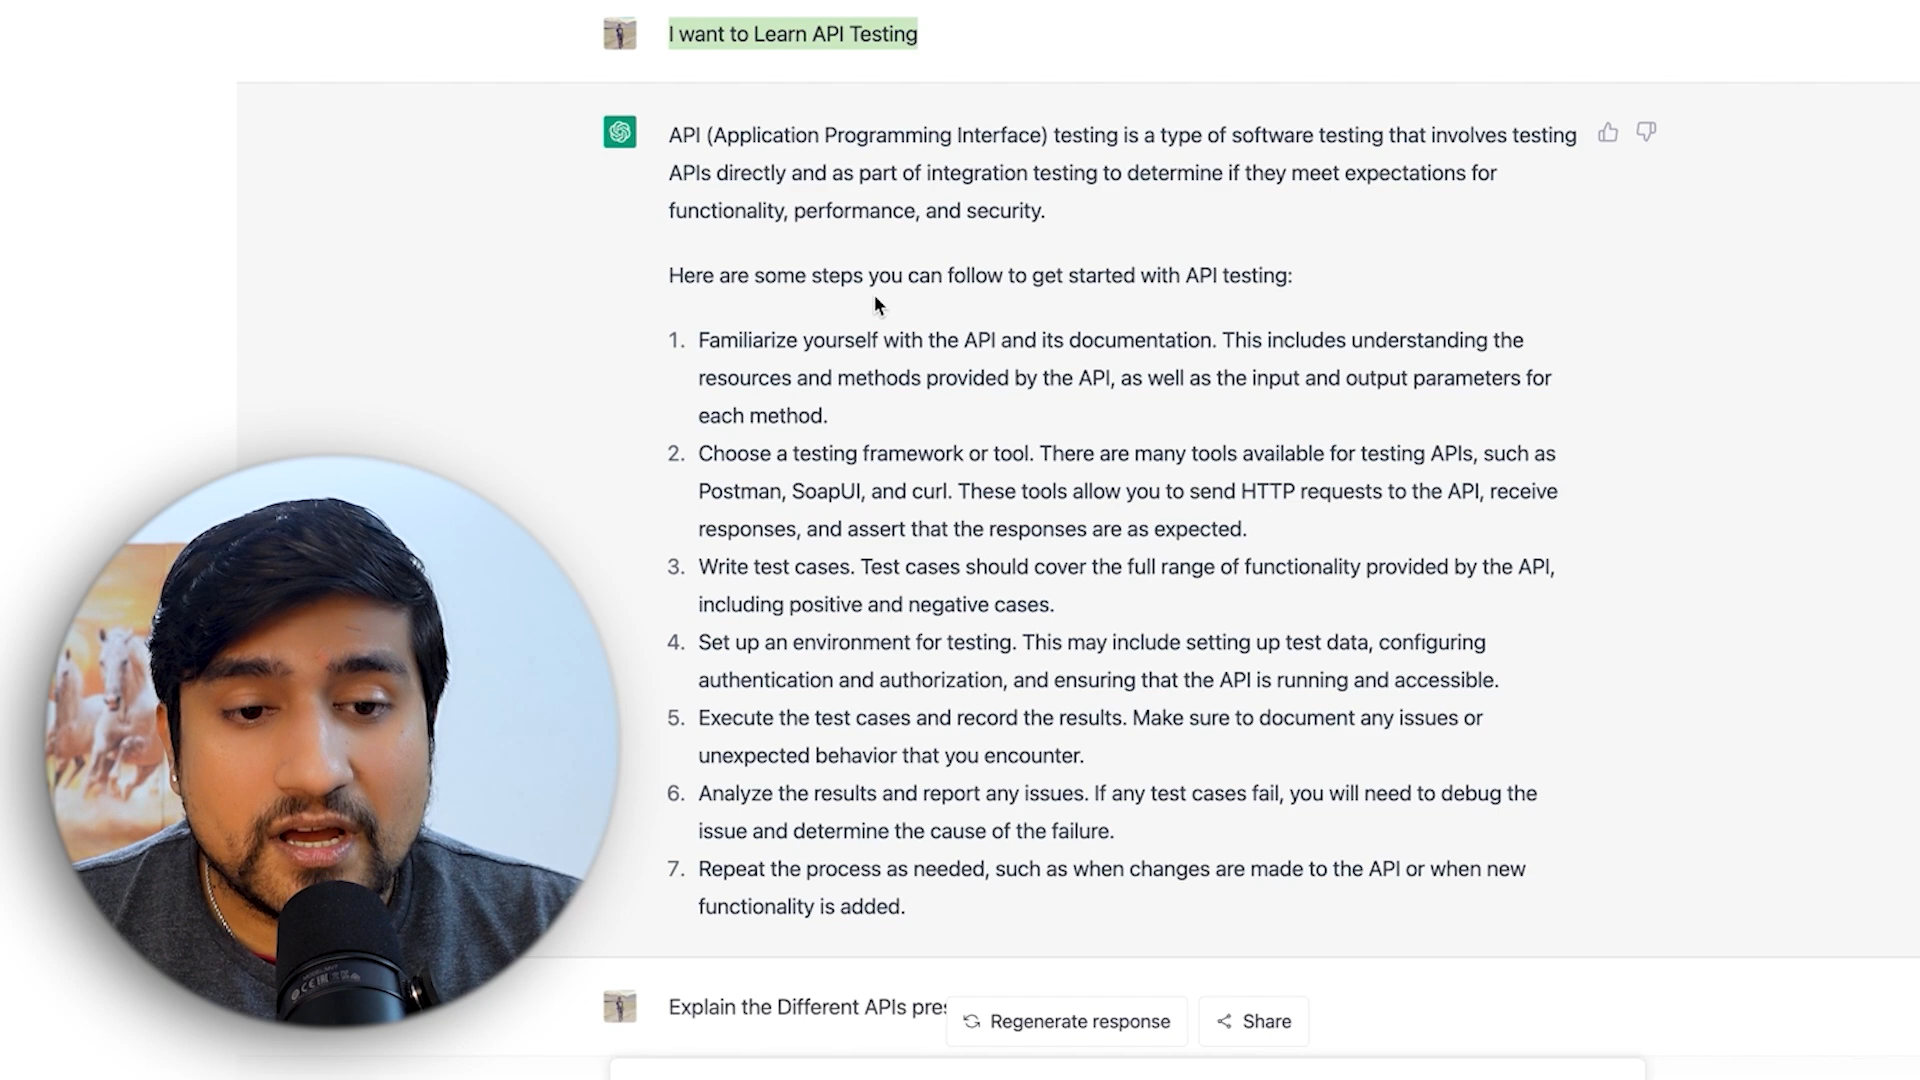 I want to Learn API Testing
API (Application Programming Interface) testing is a type of software testing that involves testing
APIs directly and as part of integration testing to determine if they meet expectations for
functionality, performance, and security.
Here are some steps you can follow to get started with API testing:
1. Familiarize yourself with the API and its documentation. This includes understanding the
resources and methods provided by the API, as well as the input and output parameters for
each method.
2. Choose a testing framework or tool. There are many tools available for testing APIs, such as
Postman, SoapUI, and curl. These tools allow you to send HTTP requests to the API, receive
responses, and assert that the responses are as expected.
3. Write test cases. Test cases should cover the full range of functionality provided by the API,
including positive and negative cases.
4. Set up an environment for testing. This may include setting up test data, configuring
authentication and authorization, and ensuring that the API is running and accessible.
5. Execute the test cases and record the results. Make sure to document any issues or
unexpected behavior that you encounter.
6. Analyze the results and report any issues. If any test cases fail, you will need to debug the
issue and determine the cause of the failure.
7. Repeat the process as needed, such as when changes are made to the API or when new
functionality is added.
Explain the Different APIs
Regenerate response
Share